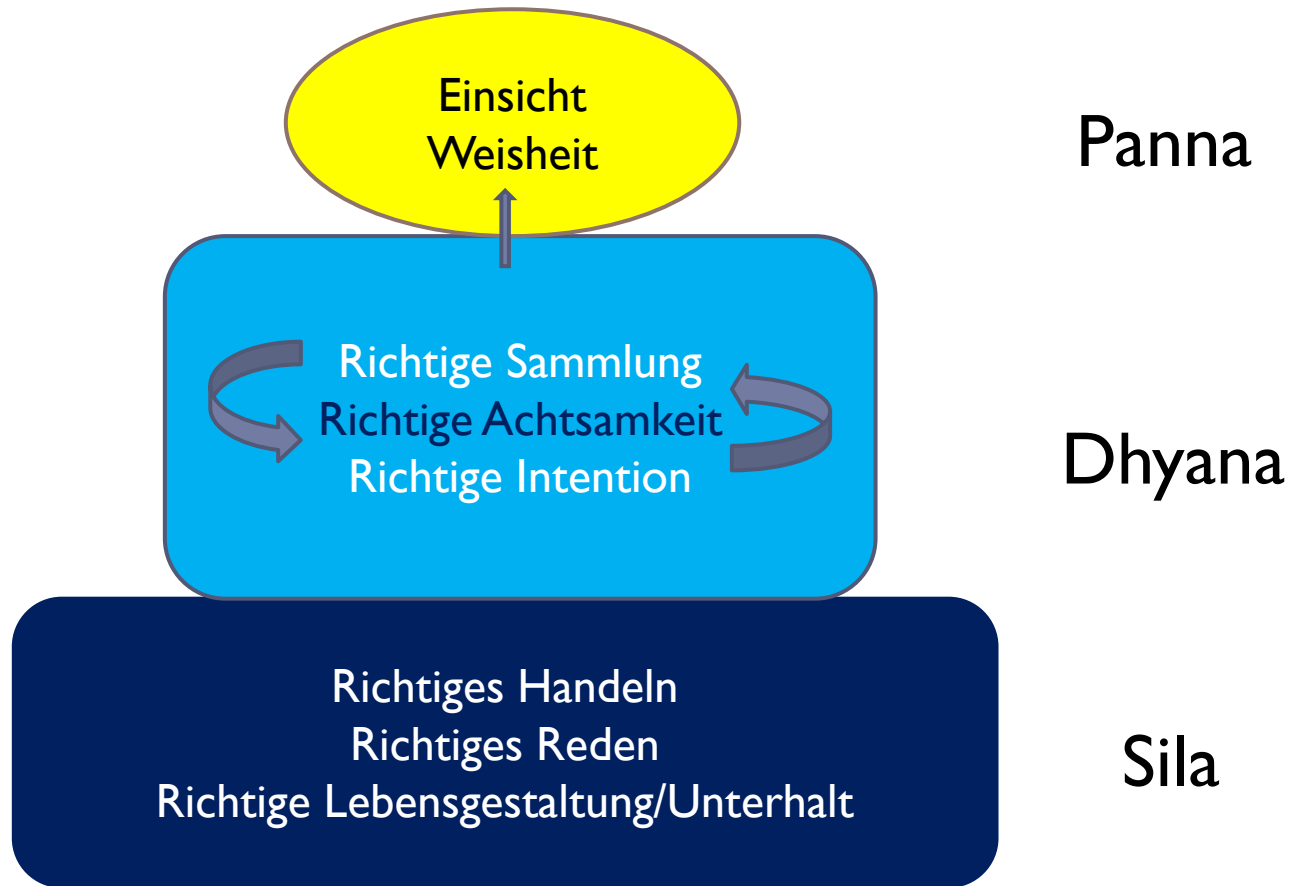 Einsicht
Weisheit
Panna
Richtige Sammlung
Richtige Achtsamkeit
Richtige Intention
Dhyana
Richtiges Handeln
Richtiges Reden
Richtige Lebensgestaltung/Unterhalt
Sila